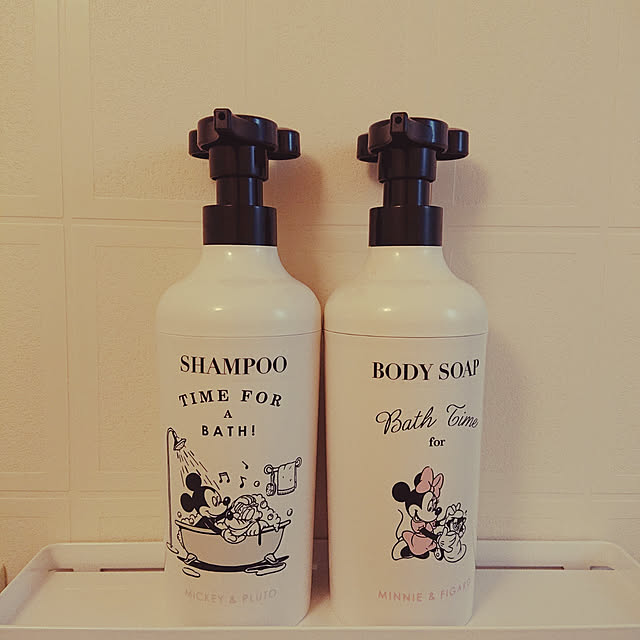 SHAMPOO
TIME FOR
A
BATH!
MICKEY & PLUTO
BODY SOAP
Bath Time
for
MINNIE & FIGARO